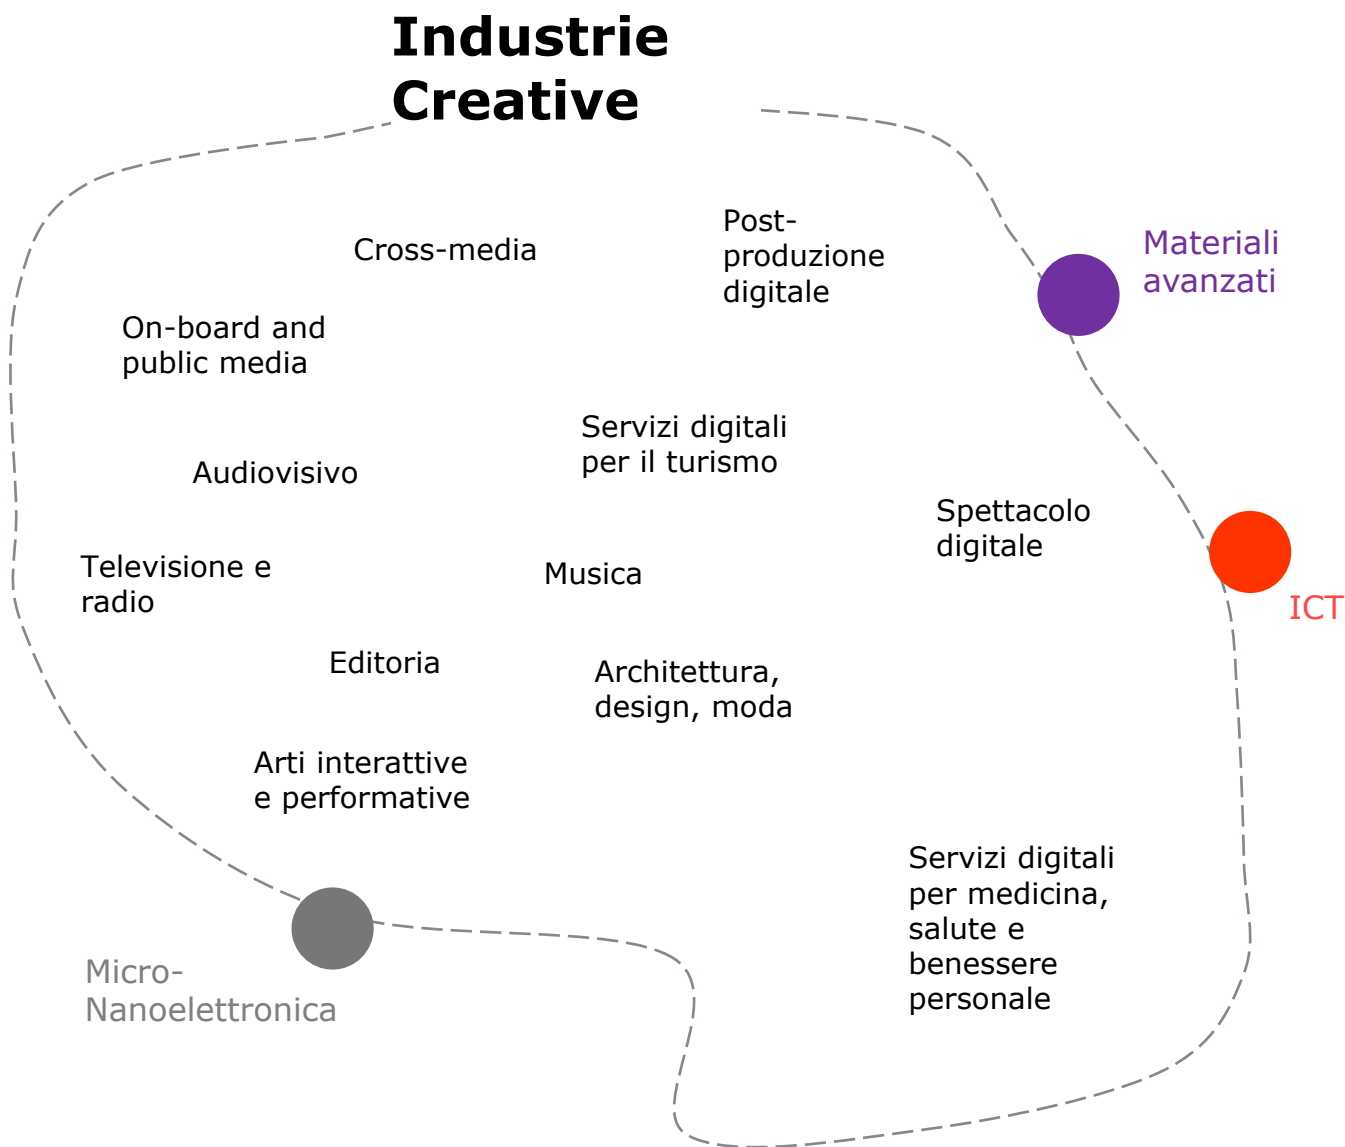 Industrie
Creative
Cross-media
Post-
produzione
digitale
Materiali
avanzati
On-board and
public media
Servizi digitali
per il turismo
Audiovisivo
Spettacolo
digitale
Televisione e
radio
Musica
ICT
Editoria
Architettura,
design, moda
Arti interattive
e performative
Servizi digitali
per medicina,
salute e
benessere
personale
Micro-
Nanoelettronica